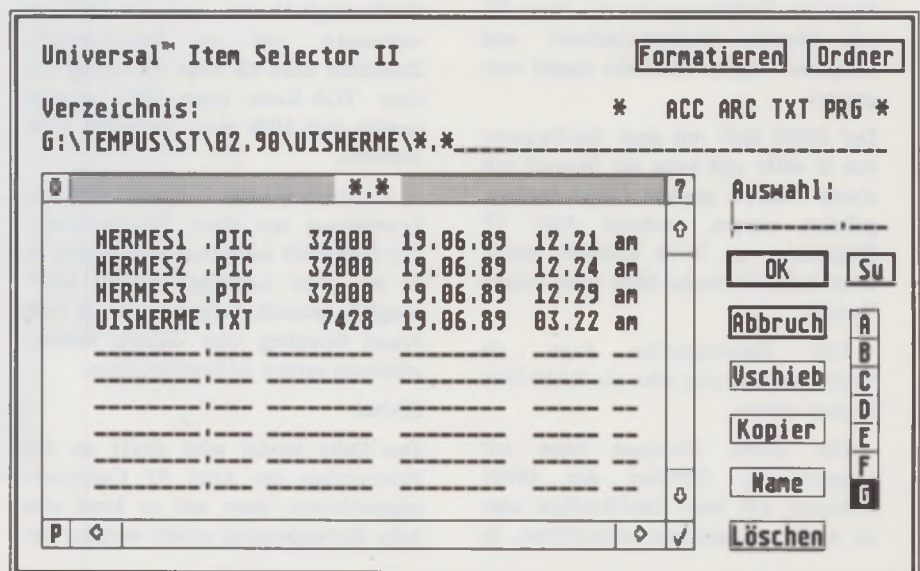 Universal™ Item Selector II Formatieren Ordner
Verzeichnis: * ACC ARC TXT PRG *
G:\TEMPUS\ST\02.90\UISHERME\*.*
*.* ? Auswahl:
HERMES1 .PIC 32000 19.06.89 12.21 am
HERMES2 .PIC 32000 19.06.89 12.24 am
HERMES3 .PIC 32000 19.06.89 12.29 am
UISHERME.TXT 7428 19.06.89 03.22 am
OK Su
Abbruch
Vschieb
Kopier
Name
Löschen
A
B
C
D
E
F
G
P